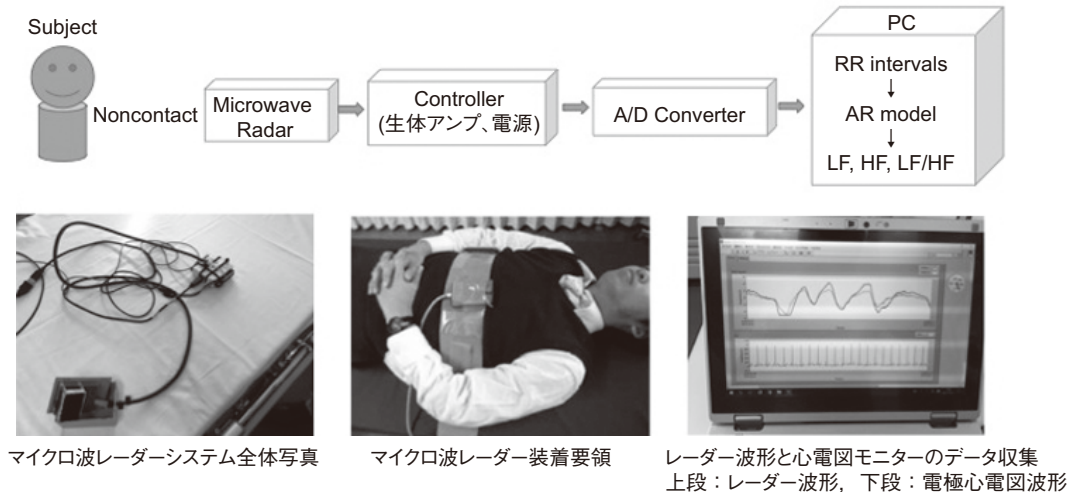 Subject
Noncontact
Microwave
Radar
Controller
(生体アンプ、電源)
A/D Converter
PC
RR intervals
AR model
LF, HF, LF/HF
マイクロ波レーダーシステム全体写真
マイクロ波レーダー装着要領
レーダー波形と心電図モニターのデータ収集
上段：レーダー波形， 下段：電極心電図波形